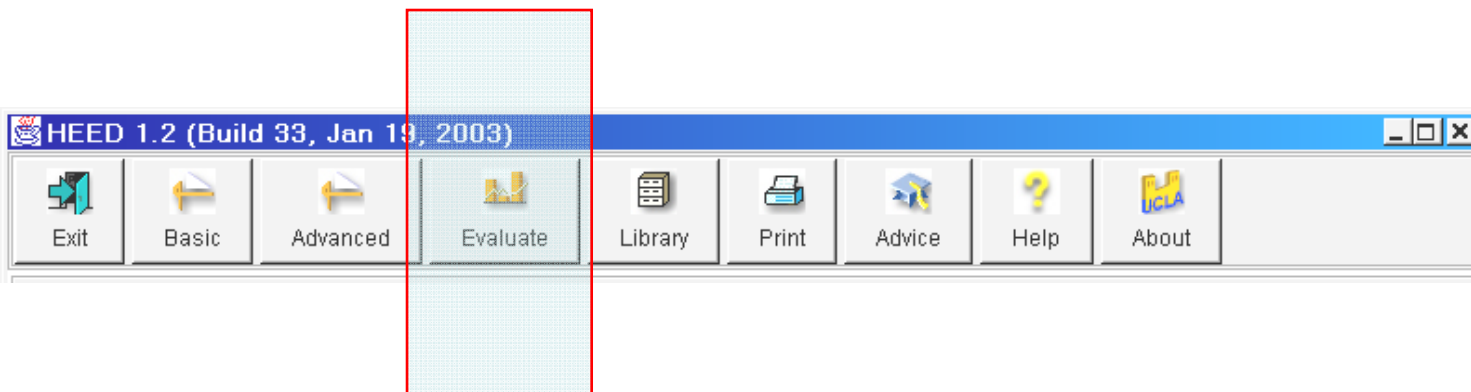 HEED 1.2 (Build 33, Jan 19, 2003)
Exit Basic Advanced Evaluate Library Print Advice Help UCLA About